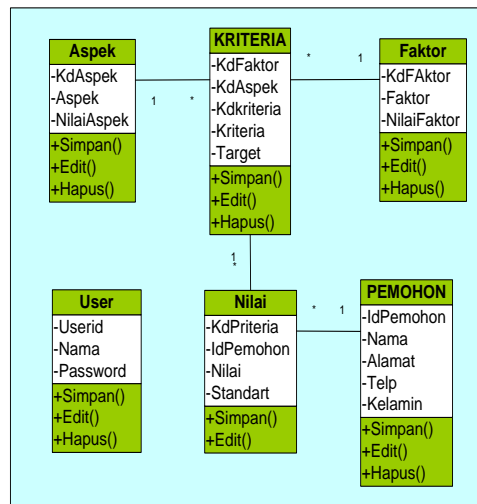 Aspek
-KdAspek
-Aspek
-NilaiAspek
+Simpan()
+Edit()
+Hapus()
1
*
KRITERIA
-KdFaktor
-KdAspek
-Kdkriteria
-Kriteria
-Target
+Simpan()
+Edit()
+Hapus()
*
1
Faktor
-KdFAktor
-Faktor
-NilaiFaktor
+Simpan()
+Edit()
+Hapus()
1
*
User
-Userid
-Nama
-Password
+Simpan()
+Edit()
+Hapus()
Nilai
-KdPriteria
-IdPemohon
-Nilai
-Standart
+Simpan()
+Edit()
*
1
PEMOHON
-IdPemohon
-Nama
-Alamat
-Telp
-Kelamin
+Simpan()
+Edit()
+Hapus()